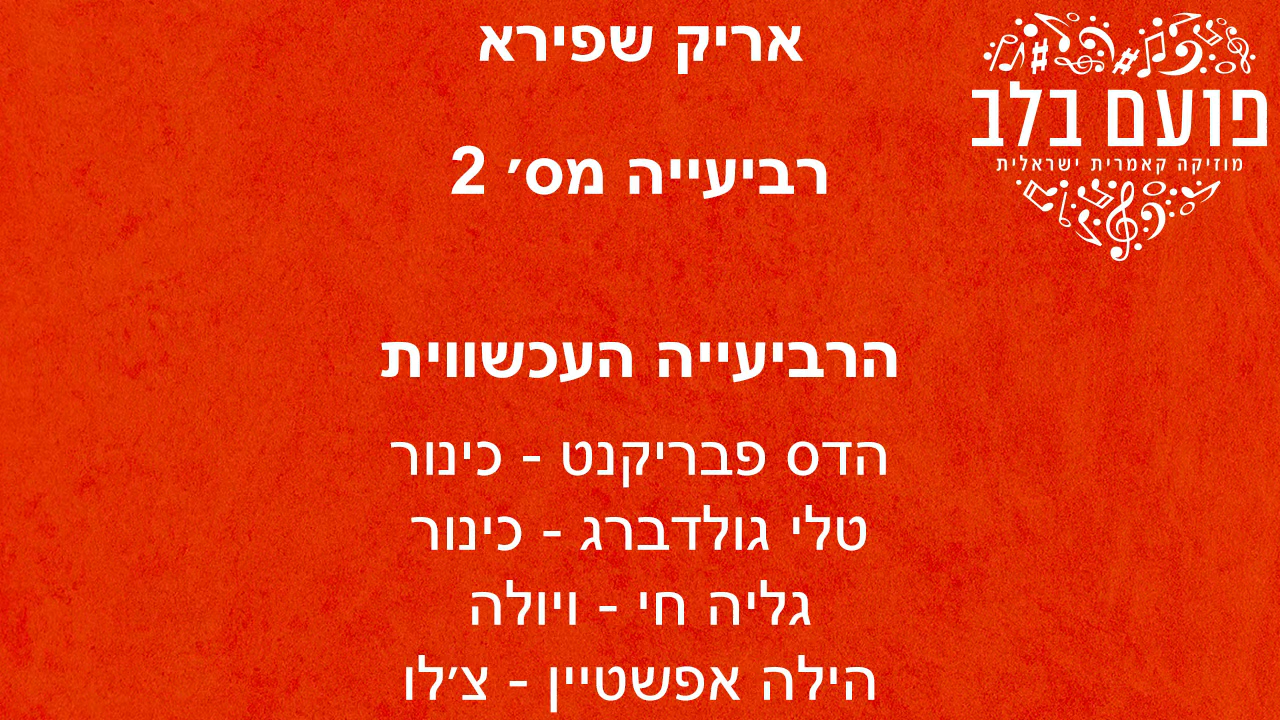 אריק שפירא
רביעייה מס׳ 2
פועם בלב
מוזיקה קאמרית ישראלית
הרביעייה העכשווית
הדס פבריקנט - כינור
טלי גולדברג - כינור
גליה חי - ויולה
הילה אפשטיין - צ׳לו